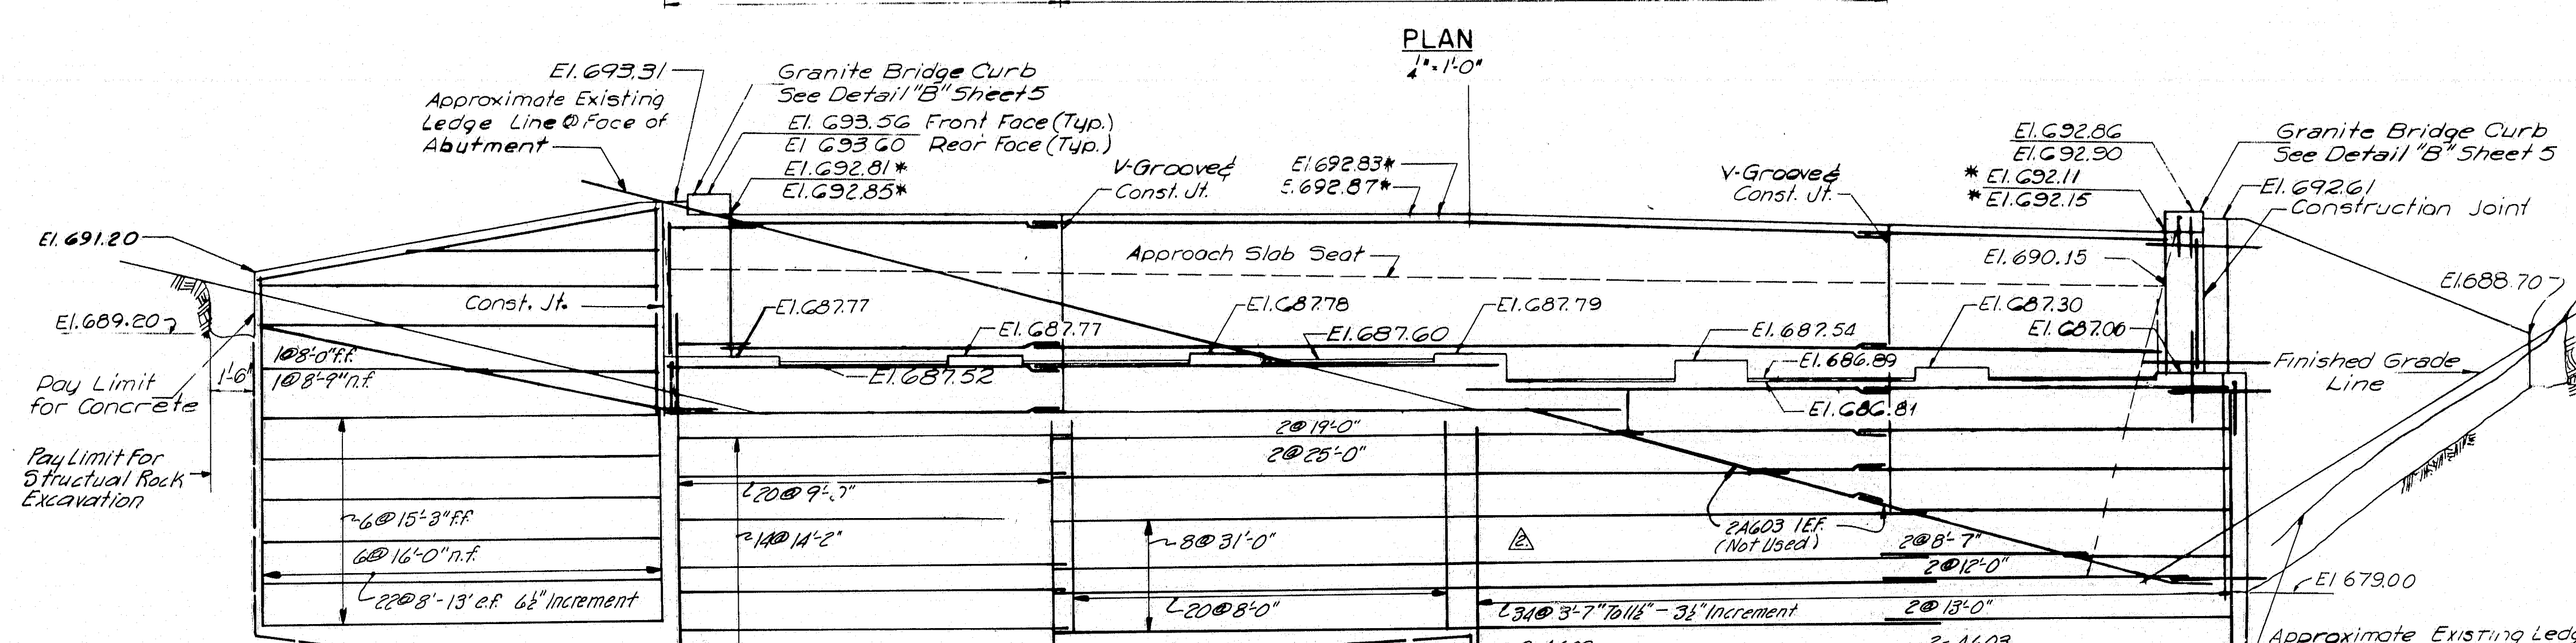 PLAN
1/4"=1'-0"
El. 693.31
Approximate Existing
Ledge Line @ Face of
Abutment
Granite Bridge Curb
See Detail "B" Sheet 5
El. 693.56 Front Face (Typ.)
El 693.60 Rear Face (Typ.)
El. 692.81*
El. 692.85*
V-Groove &
Const. Jt.
El. 692.83*
E. 692.87*
V-Groove &
Const. Jt.
El. 692.86
El. 692.90
* El. 692.11
* El. 692.15
Granite Bridge Curb
See Detail "B" Sheet 5
El. 692.61
Construction Joint
El. 691.20
Approach Slab Seat
El. 690.15
El. 688.70
Const. Jt.
El. 687.77
El. 687.77
El. 687.78
El. 687.60
El. 687.79
El. 687.54
El. 687.30
El. 687.06
El. 689.20
1@8'-0" f.f.
1@8'-9" n.f.
1'-6"
El. 687.52
El. 686.89
El. 686.81
Finished Grade
Line
Pay Limit
for Concrete
Pay Limit For
Structual Rock
Excavation
2@19'-0"
2@25'-0"
20@9'-0"
6@15'-3" f.f.
6@16'-0" n.f.
14@14'-2"
8@31'-0"
2
2A603 1E.F.
(Not Used)
2@8'-7"
2@12'-0"
El 679.00
22@8'-13' e.f. 6½" Increment
20@8'-0"
34@3'-7" To 11½" - 3½" Increment
2@13'-0"
Approximate Existing Led